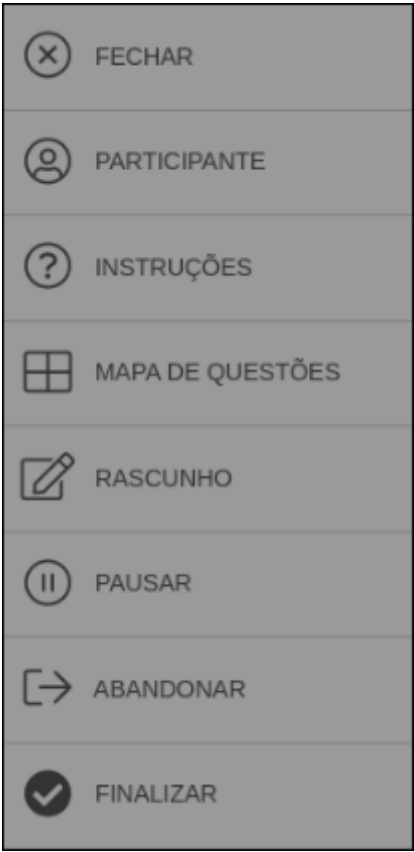 FECHAR
PARTICIPANTE
INSTRUÇÕES
MAPA DE QUESTÕES
RASCUNHO
PAUSAR
ABANDONAR
FINALIZAR